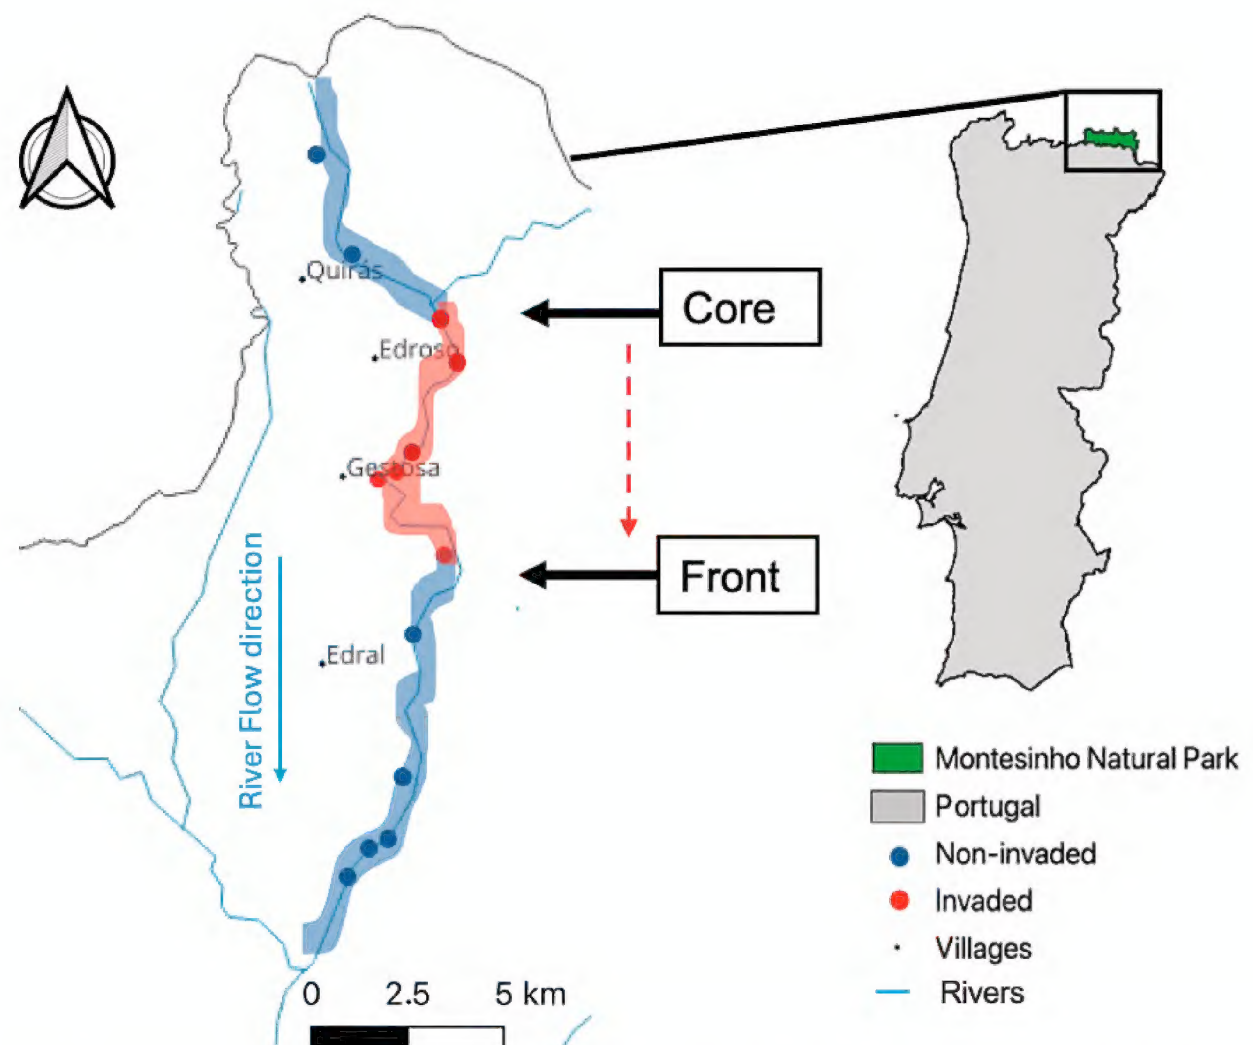 Quirás
Core
Edroso
Gestosa
River Flow direction
Front
Edral
Montesinho Natural Park
Portugal
Non-invaded
Invaded
Villages
Rivers
0 2.5 5 km